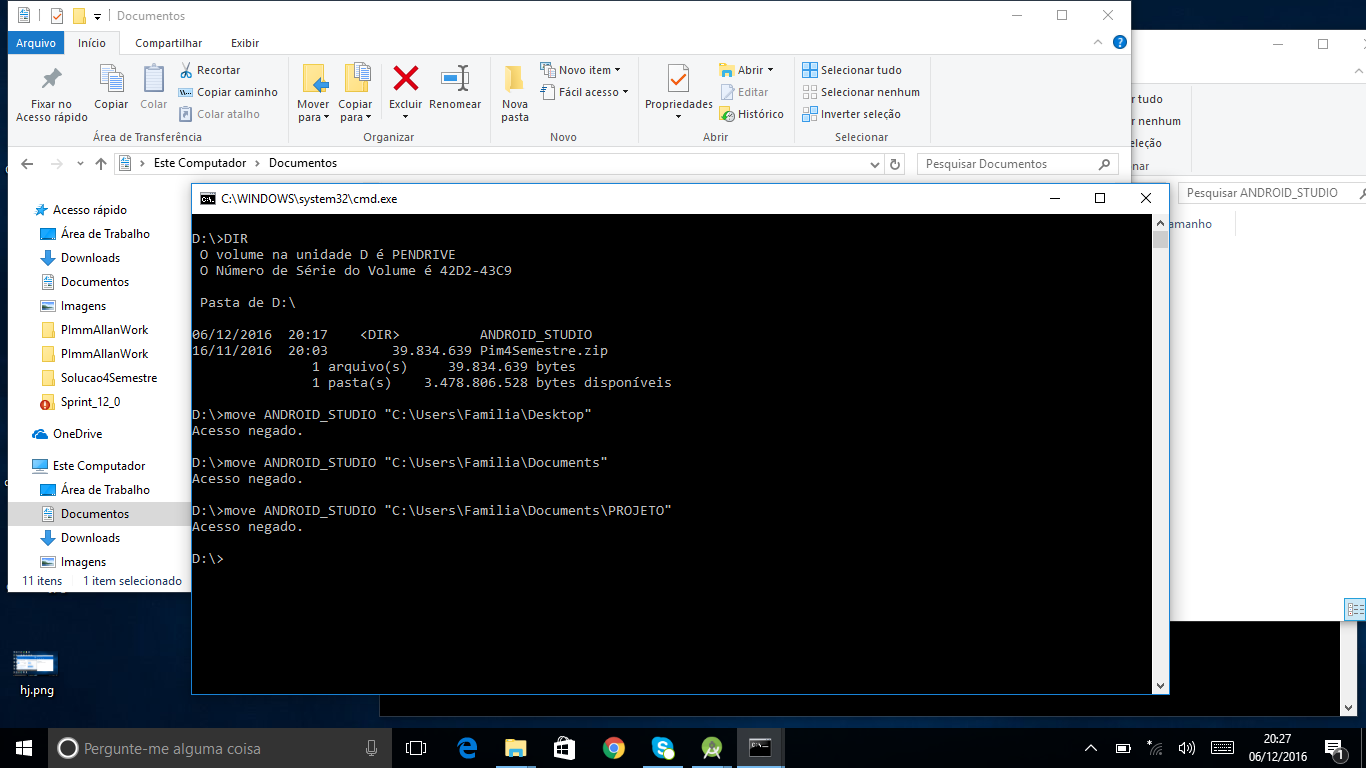 Documentos
Arquivo Início Compartilhar Exibir
Fixar no Acesso rápido
Copiar
Colar
Recortar
Copiar caminho
Colar atalho
Área de Transferência
Mover para
Copiar para
Excluir
Renomear
Organizar
Nova pasta
Novo item
Fácil acesso
Novo
Propriedades
Abrir
Editar
Histórico
Abrir
Selecionar tudo
Selecionar nenhum
Inverter seleção
Selecionar
r tudo
r nenhum
eleção
nar
Este Computador > Documentos
Pesquisar Documentos
Pesquisar ANDROID_STUDIO
amanho
Acesso rápido
Área de Trabalho
Downloads
Documentos
Imagens
PImmAllanWork
PImmAllanWork
Solucao4Semestre
Sprint_12_0
OneDrive
Este Computador
Área de Trabalho
Documentos
Downloads
Imagens
11 itens 1 item selecionado
C:\WINDOWS\system32\cmd.exe
D:\>DIR
O volume na unidade D é PENDRIVE
O Número de Série do Volume é 42D2-43C9
Pasta de D:\
06/12/2016 20:17 <DIR> ANDROID_STUDIO
16/11/2016 20:03 39.834.639 Pim4Semestre.zip
1 arquivo(s) 39.834.639 bytes
1 pasta(s) 3.478.806.528 bytes disponíveis
D:\>move ANDROID_STUDIO "C:\Users\Familia\Desktop"
Acesso negado.
D:\>move ANDROID_STUDIO "C:\Users\Familia\Documents"
Acesso negado.
D:\>move ANDROID_STUDIO "C:\Users\Familia\Documents\PROJETO"
Acesso negado.
D:\>
hj.png
Pergunte-me alguma coisa
20:27
06/12/2016
1